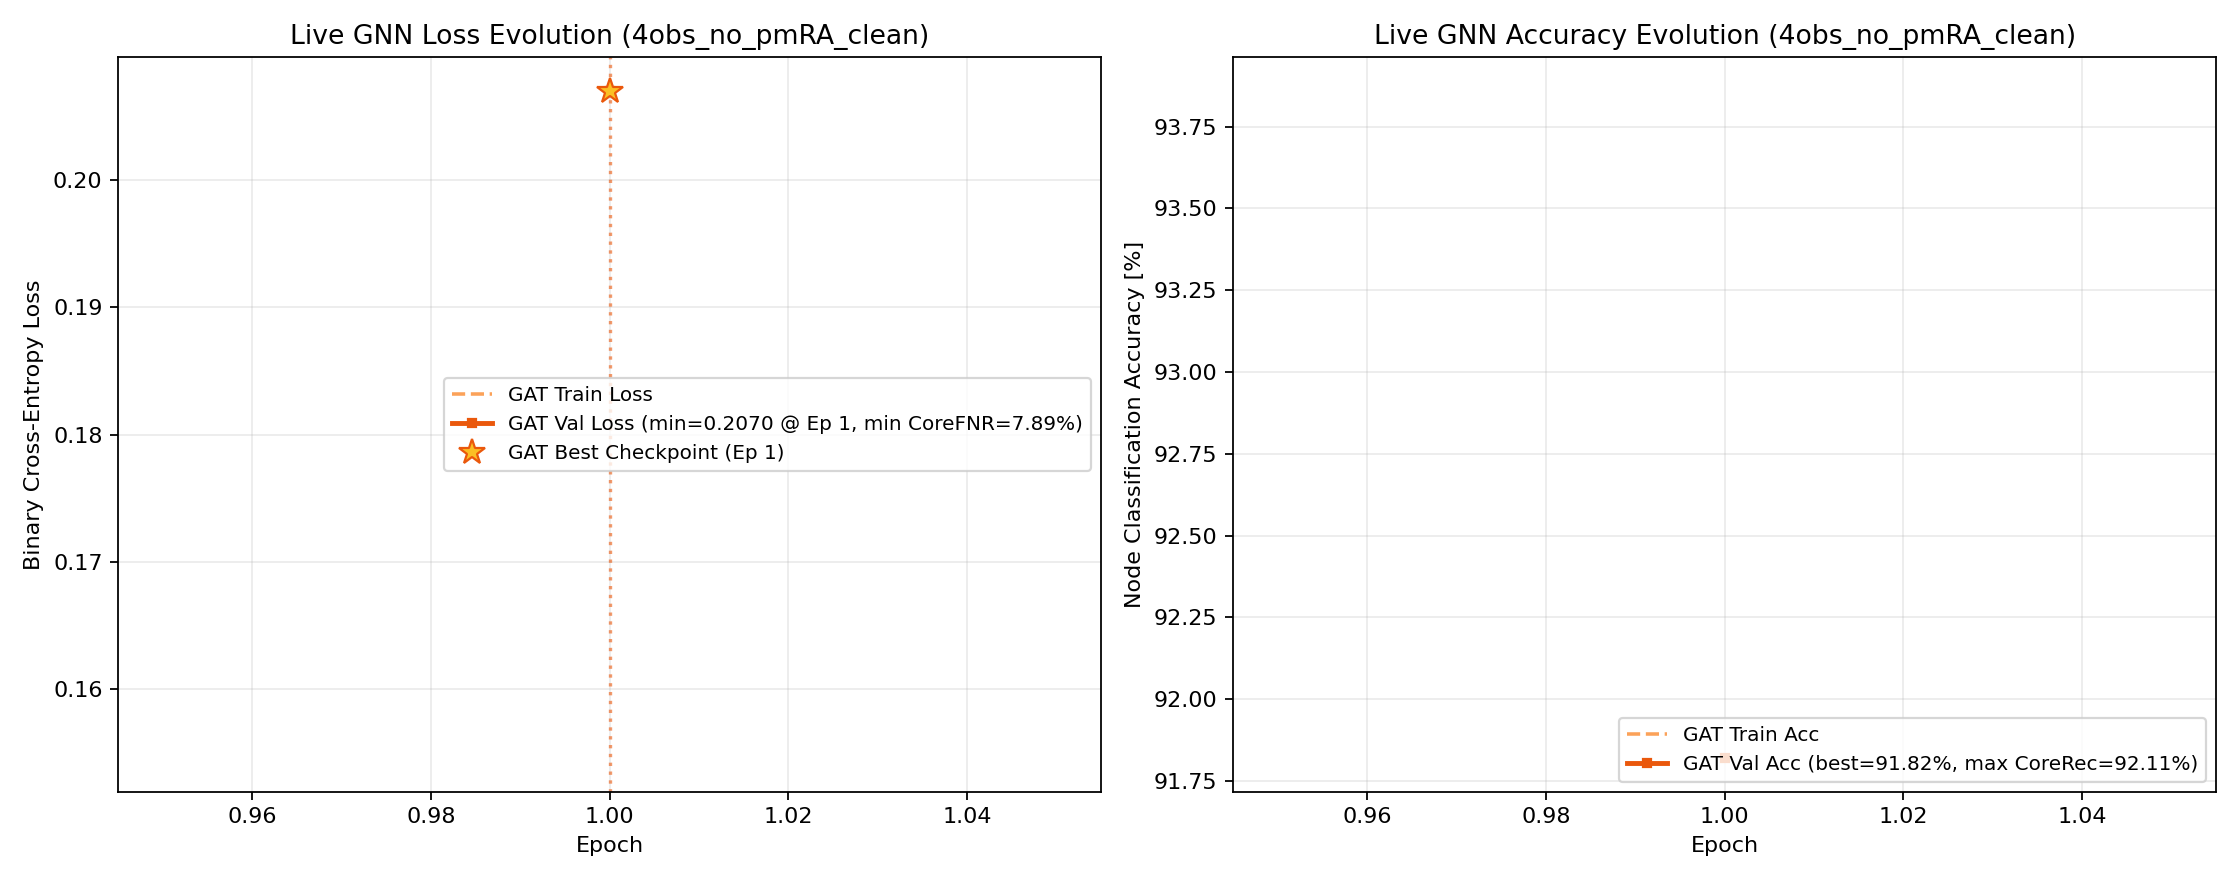 Live GNN Loss Evolution (4obs_no_pmRA_clean)
Binary Cross-Entropy Loss
0.20
0.19
0.18
0.17
0.16
GAT Train Loss
GAT Val Loss (min=0.2070 @ Ep 1, min CoreFNR=7.89%)
GAT Best Checkpoint (Ep 1)
0.96
0.98
1.00
1.02
1.04
Epoch
Live GNN Accuracy Evolution (4obs_no_pmRA_clean)
Node Classification Accuracy [%]
93.75
93.50
93.25
93.00
92.75
92.50
92.25
92.00
91.75
GAT Train Acc
GAT Val Acc (best=91.82%, max CoreRec=92.11%)
0.96
0.98
1.00
1.02
1.04
Epoch